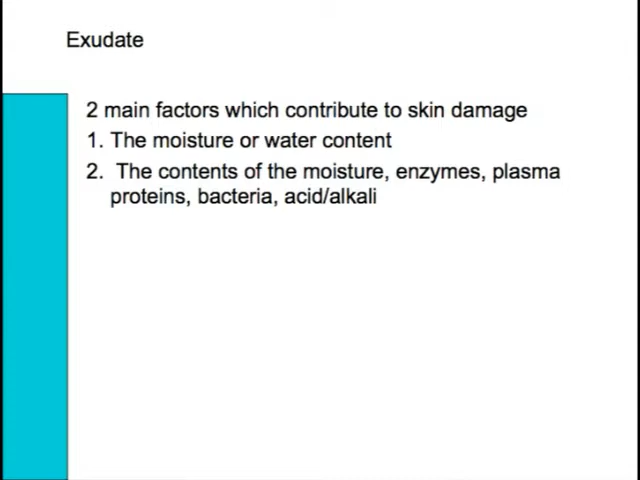 Exudate
2 main factors which contribute to skin damage
1. The moisture or water content
2. The contents of the moisture, enzymes, plasma
proteins, bacteria, acid/alkali